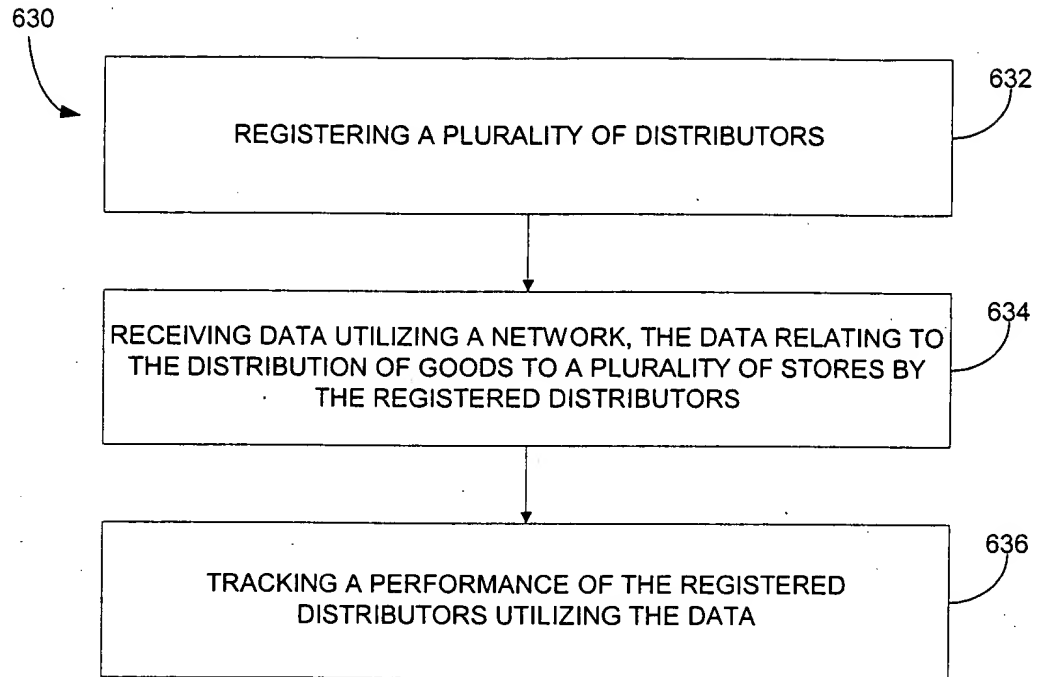 630
632
REGISTERING A PLURALITY OF DISTRIBUTORS
634
RECEIVING DATA UTILIZING A NETWORK, THE DATA RELATING TO
THE DISTRIBUTION OF GOODS TO A PLURALITY OF STORES BY
THE REGISTERED DISTRIBUTORS
636
TRACKING A PERFORMANCE OF THE REGISTERED
DISTRIBUTORS UTILIZING THE DATA